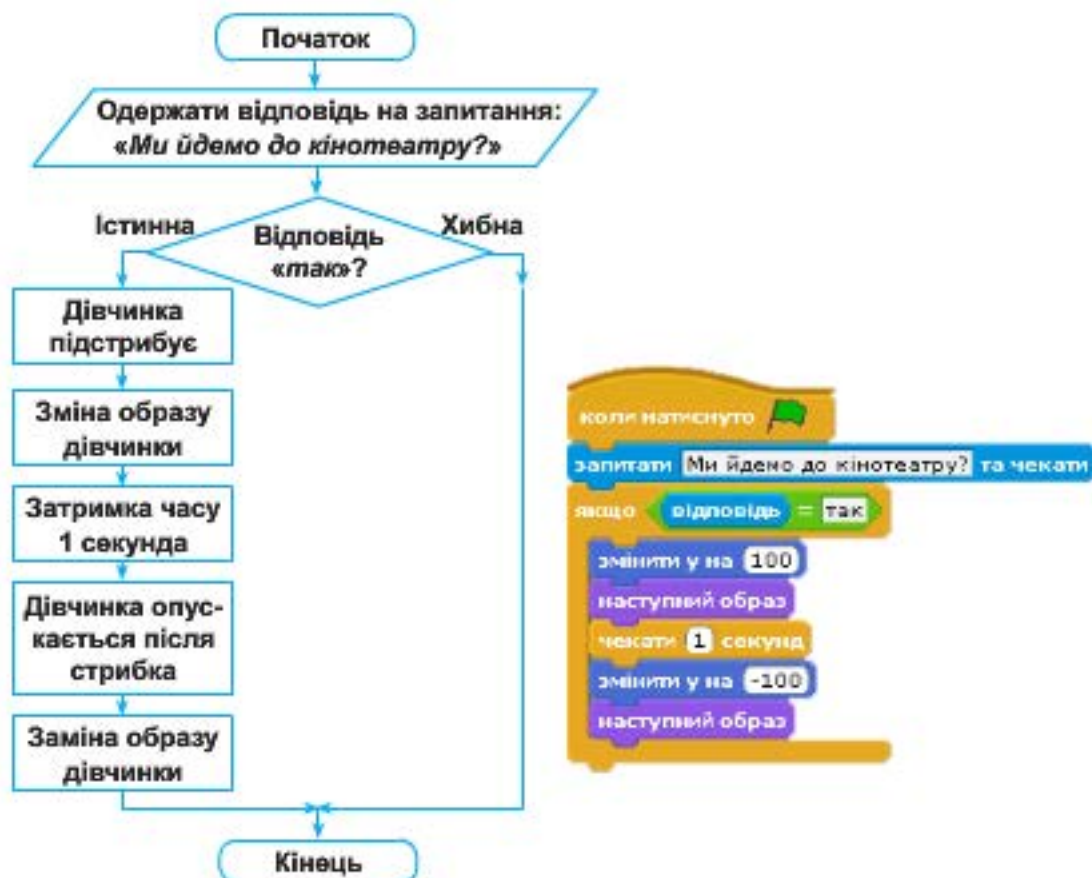 Початок
Одержати відповідь на запитання:
«Ми йдемо до кінотеатру?»
Істинна
Хибна
Відповідь
«так»?
Дівчинка
підстрибує
Зміна образу
дівчинки
Затримка часу
1 секунда
Дівчинка опус-
кається після
стрибка
Заміна образу
дівчинки
Кінець
коли натиснуто
запитати Ми йдемо до кінотеатру? та чекати
якщо відповідь = так
змінити у на 100
наступний образ
чекати 1 секунд
змінити у на -100
наступний образ